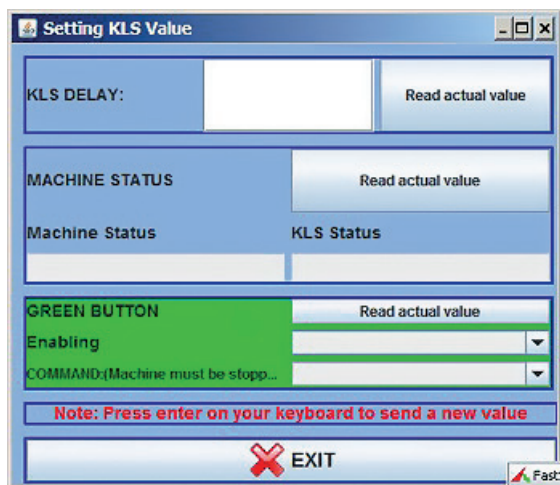 Setting KLS Value
KLS DELAY:
Read actual value
MACHINE STATUS
Read actual value
Machine Status
KLS Status
GREEN BUTTON
Read actual value
Enabling
COMMAND:(Machine must be stopp...
Note: Press enter on your keyboard to send a new value
EXIT